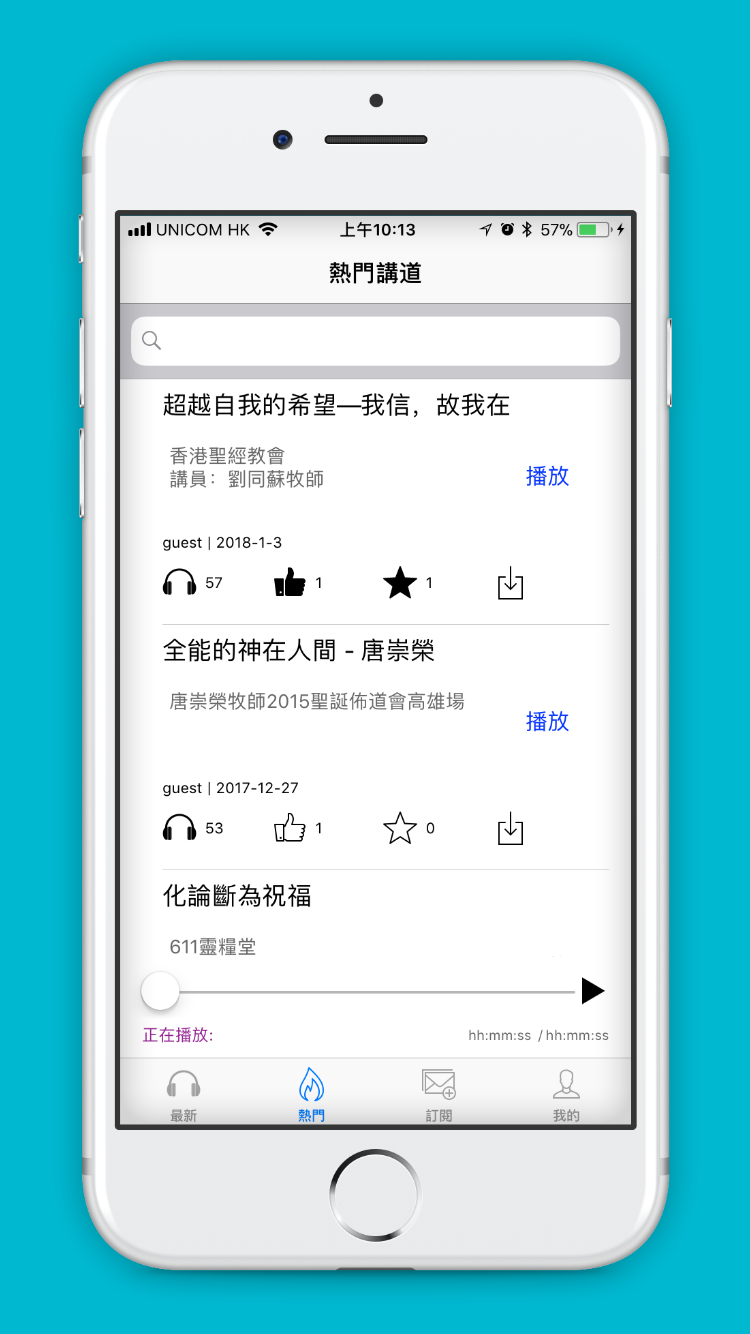 UNICOM HK 上午10:13 57%
熱門講道
超越自我的希望—我信，故我在
香港聖經教會
講員：劉同蘇牧師
播放
guest | 2018-1-3
57 1 1
全能的神在人間 - 唐崇榮
唐崇榮牧師2015聖誕佈道會高雄場
播放
guest | 2017-12-27
53 1 0
化論斷為祝福
611靈糧堂
正在播放: hh:mm:ss / hh:mm:ss
最新 熱門 訂閱 我的